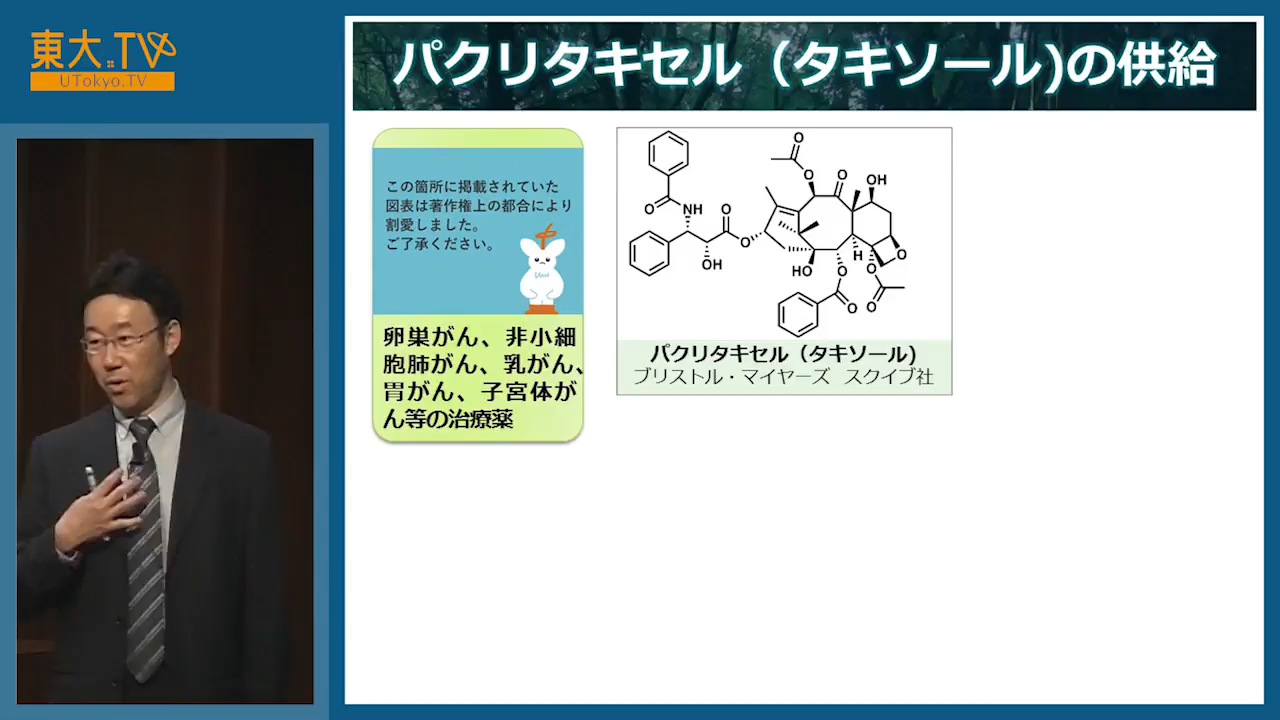 東大.TV
UTokyo.TV
パクリタキセル（タキソール)の供給
この箇所に掲載されていた
図表は著作権上の都合により
割愛しました。
ご了承ください。
卵巣がん、非小細
胞肺がん、乳がん、
胃がん、子宮体が
ん等の治療薬
O
O
O
OH
O
NH
O
O
O
OH
HO
H
O
O
O
O
O
パクリタキセル（タキソール)
ブリストル・マイヤーズ　スクイブ社